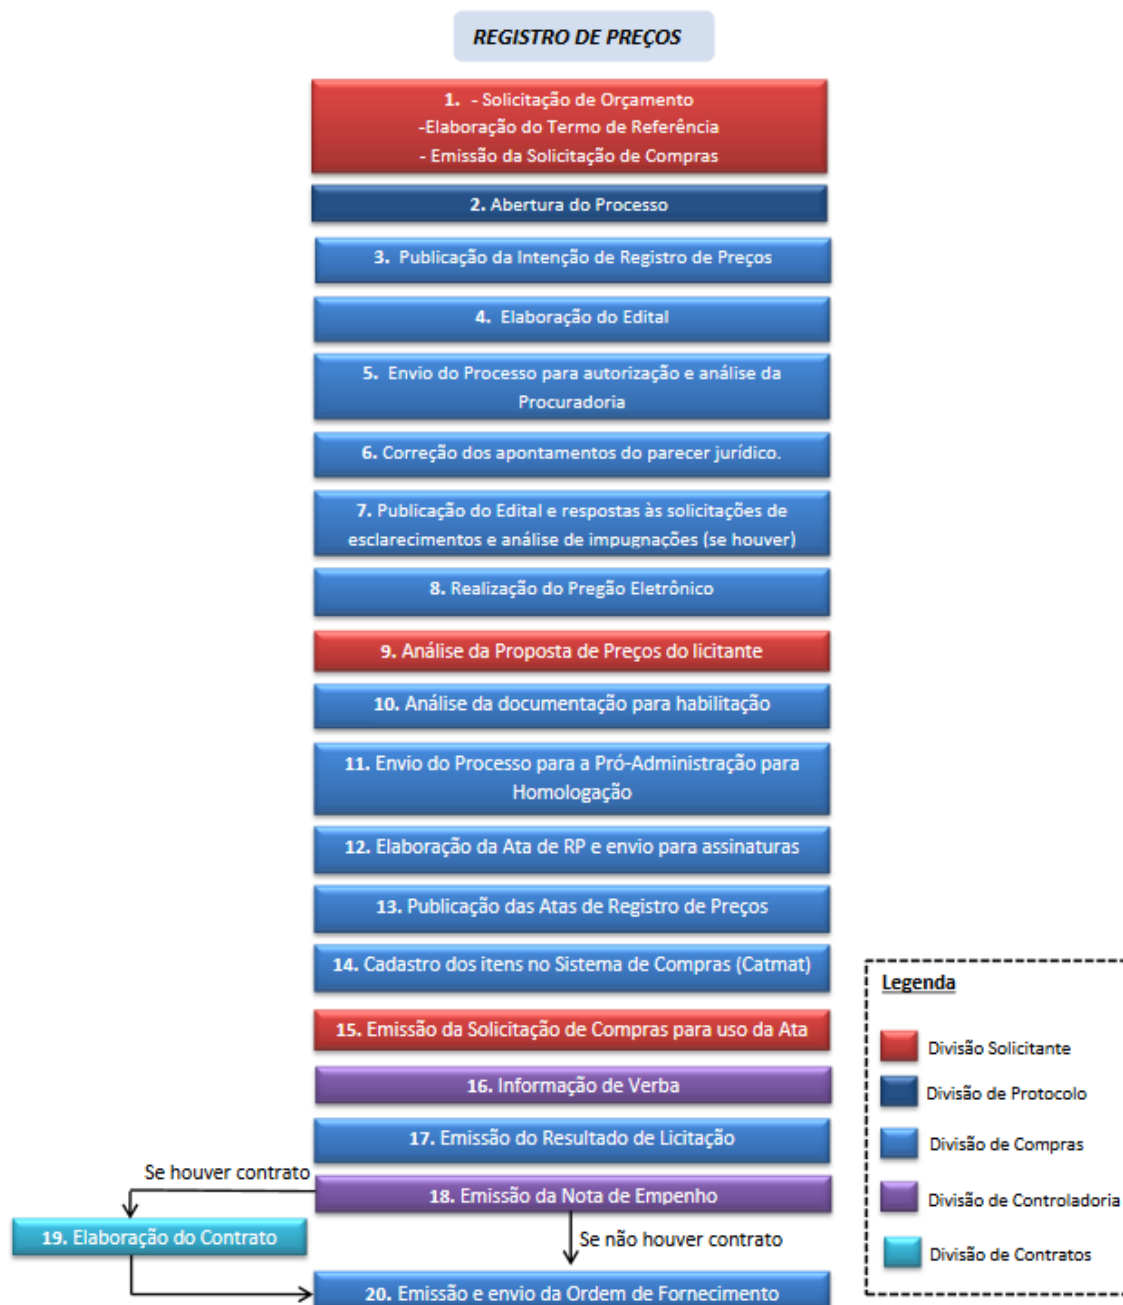 REGISTRO DE PREÇOS
1. - Solicitação de Orçamento
-Elaboração do Termo de Referência
- Emissão da Solicitação de Compras
2. Abertura do Processo
3. Publicação da Intenção de Registro de Preços
4. Elaboração do Edital
5. Envio do Processo para autorização e análise da
Procuradoria
6. Correção dos apontamentos do parecer jurídico.
7. Publicação do Edital e respostas às solicitações de
esclarecimentos e análise de impugnações (se houver)
8. Realização do Pregão Eletrônico
9. Análise da Proposta de Preços do licitante
10. Análise da documentação para habilitação
11. Envio do Processo para a Pró-Administração para
Homologação
12. Elaboração da Ata de RP e envio para assinaturas
13. Publicação das Atas de Registro de Preços
14. Cadastro dos itens no Sistema de Compras (Catmat)
15. Emissão da Solicitação de Compras para uso da Ata
16. Informação de Verba
17. Emissão do Resultado de Licitação
Se houver contrato
18. Emissão da Nota de Empenho
19. Elaboração do Contrato
Se não houver contrato
20. Emissão e envio da Ordem de Fornecimento
Legenda
Divisão Solicitante
Divisão de Protocolo
Divisão de Compras
Divisão de Controladoria
Divisão de Contratos